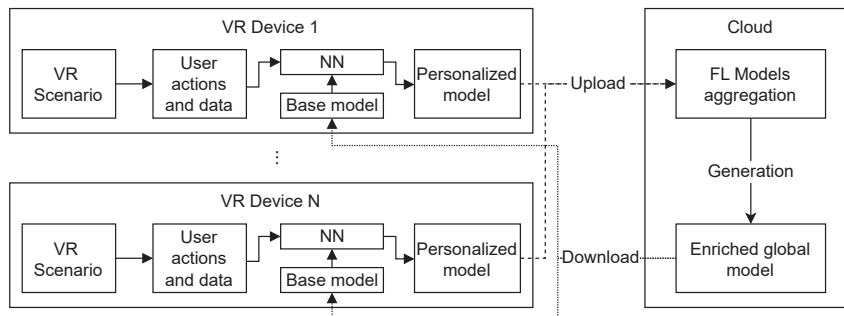 VR Device 1
VR
Scenario
User
actions
and data
NN
Base model
Personalized
model
Upload
Cloud
FL Models
aggregation
Generation
...
VR Device N
VR
Scenario
User
actions
and data
NN
Base model
Personalized
model
Download
Enriched global
model